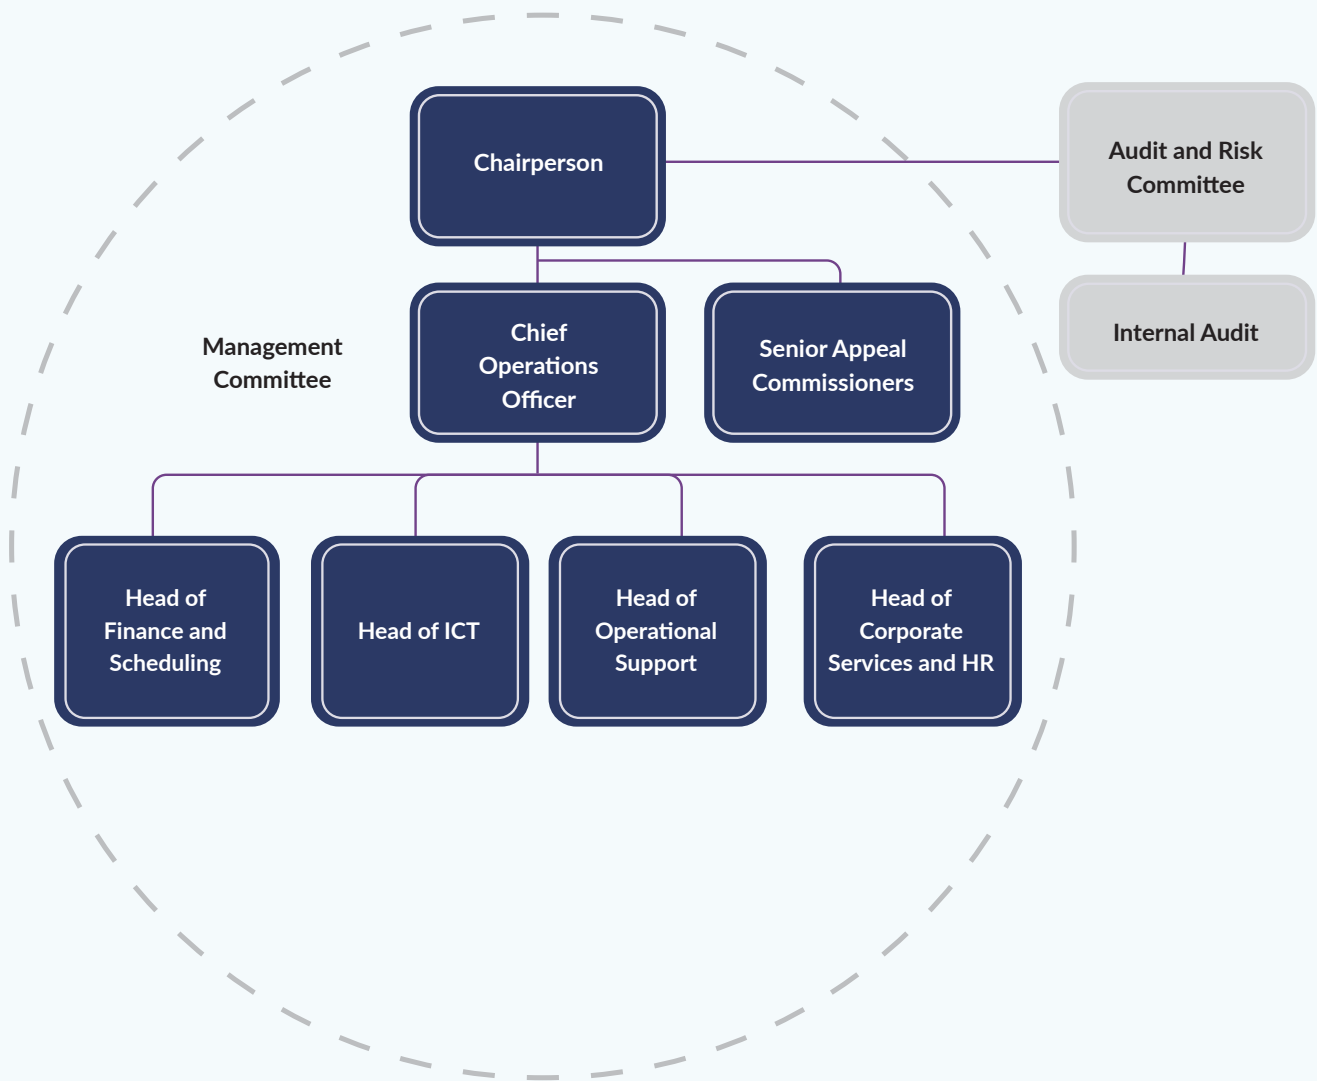 Chairperson
Audit and Risk
Committee
Internal Audit
Management
Committee
Chief
Operations
Officer
Senior Appeal
Commissioners
Head of
Finance and
Scheduling
Head of ICT
Head of
Operational
Support
Head of
Corporate
Services and HR